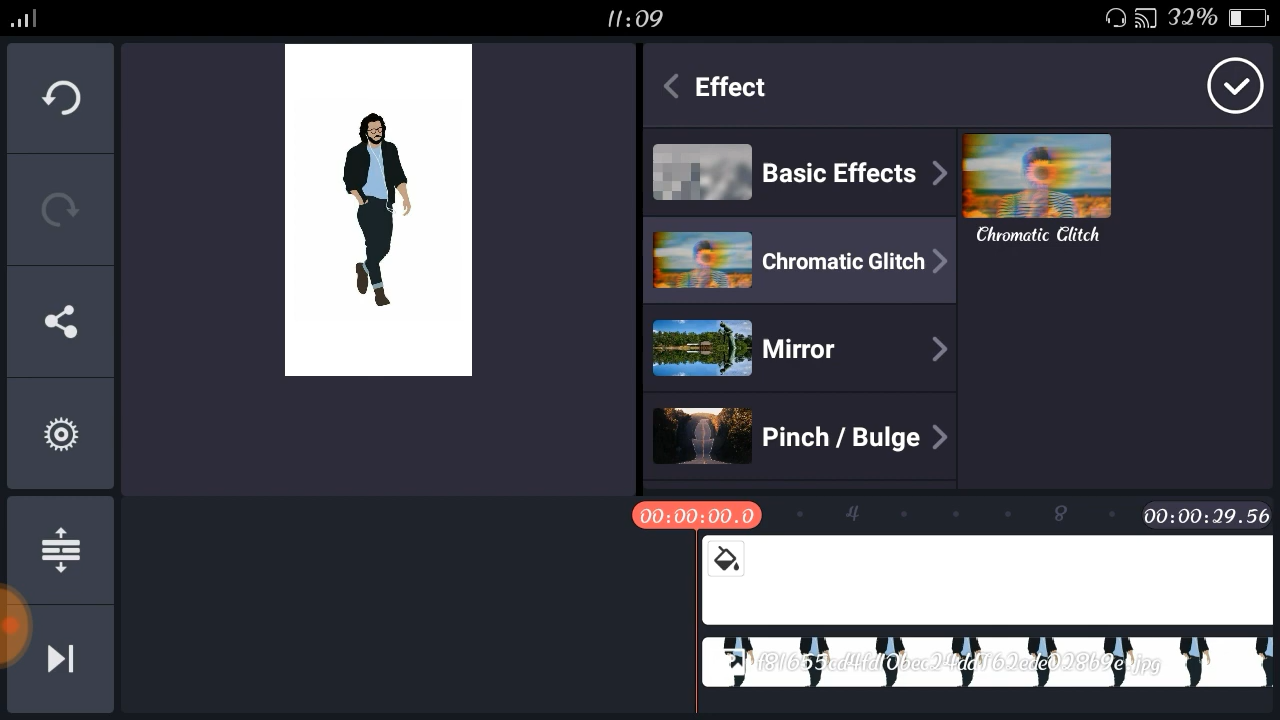 11:09
32%
Effect
Basic Effects
Chromatic Glitch
Mirror
Pinch / Bulge
Chromatic Glitch
00:00:00.0
4
8
00:00:29.56